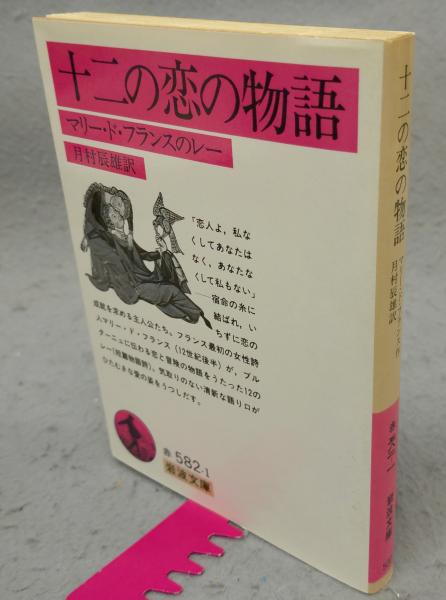 十二の恋の物語
マリー・ド・フランスのレー
月村辰雄訳
「恋人よ，私な
くしてあなたは
なく，あなたな
くして私もない」
──宿命の糸に
結ばれ，い
ちずに恋の
成就を求める主人公たち。フランス最初の女性詩
人マリー・ド・フランス（12世紀後半）が，ブル
ターニュに伝わる恋と冒険の物語をうたった12の
レー（短篇物語詩）。気取りのない清新な語り口が
ひたむきな愛の姿をうつしだす。
赤 582-1
岩波文庫
十二の恋の物語
月村辰雄訳
岩波文庫